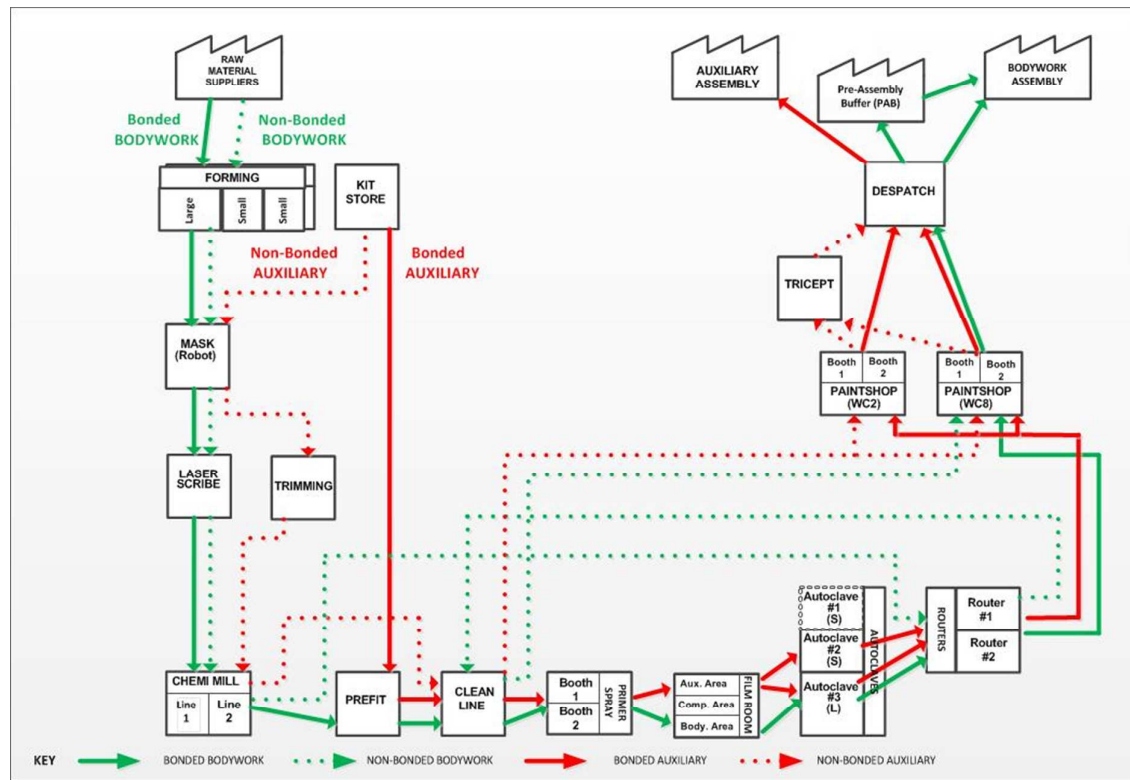 RAW
MATERIAL
SUPPLIERS
AUXILIARY
ASSEMBLY
Pre-Assembly
Buffer (PAB)
BODYWORK
ASSEMBLY
Bonded
BODYWORK
Non-Bonded
BODYWORK
FORMING
Large
Small
Small
KIT
STORE
DESPATCH
Non-Bonded
AUXILIARY
Bonded
AUXILIARY
TRICEPT
MASK
(Robot)
Booth
1
Booth
2
PAINTSHOP
(WC2)
Booth
1
Booth
2
PAINTSHOP
(WC8)
LASER
SCRIBE
TRIMMING
CHEMI MILL
Line
1
Line
2
PREFIT
CLEAN
LINE
Booth
1
Booth
2
PRIMER
SPRAY
Aux. Area
Comp. Area
Body. Area
FILM ROOM
Autoclave
#1
(S)
Autoclave
#2
(S)
Autoclave
#3
(L)
AUTOCLAVES
ROUTERS
Router
#1
Router
#2
KEY
BONDED BODYWORK
NON-BONDED BODYWORK
BONDED AUXILIARY
NON-BONDED AUXILIARY